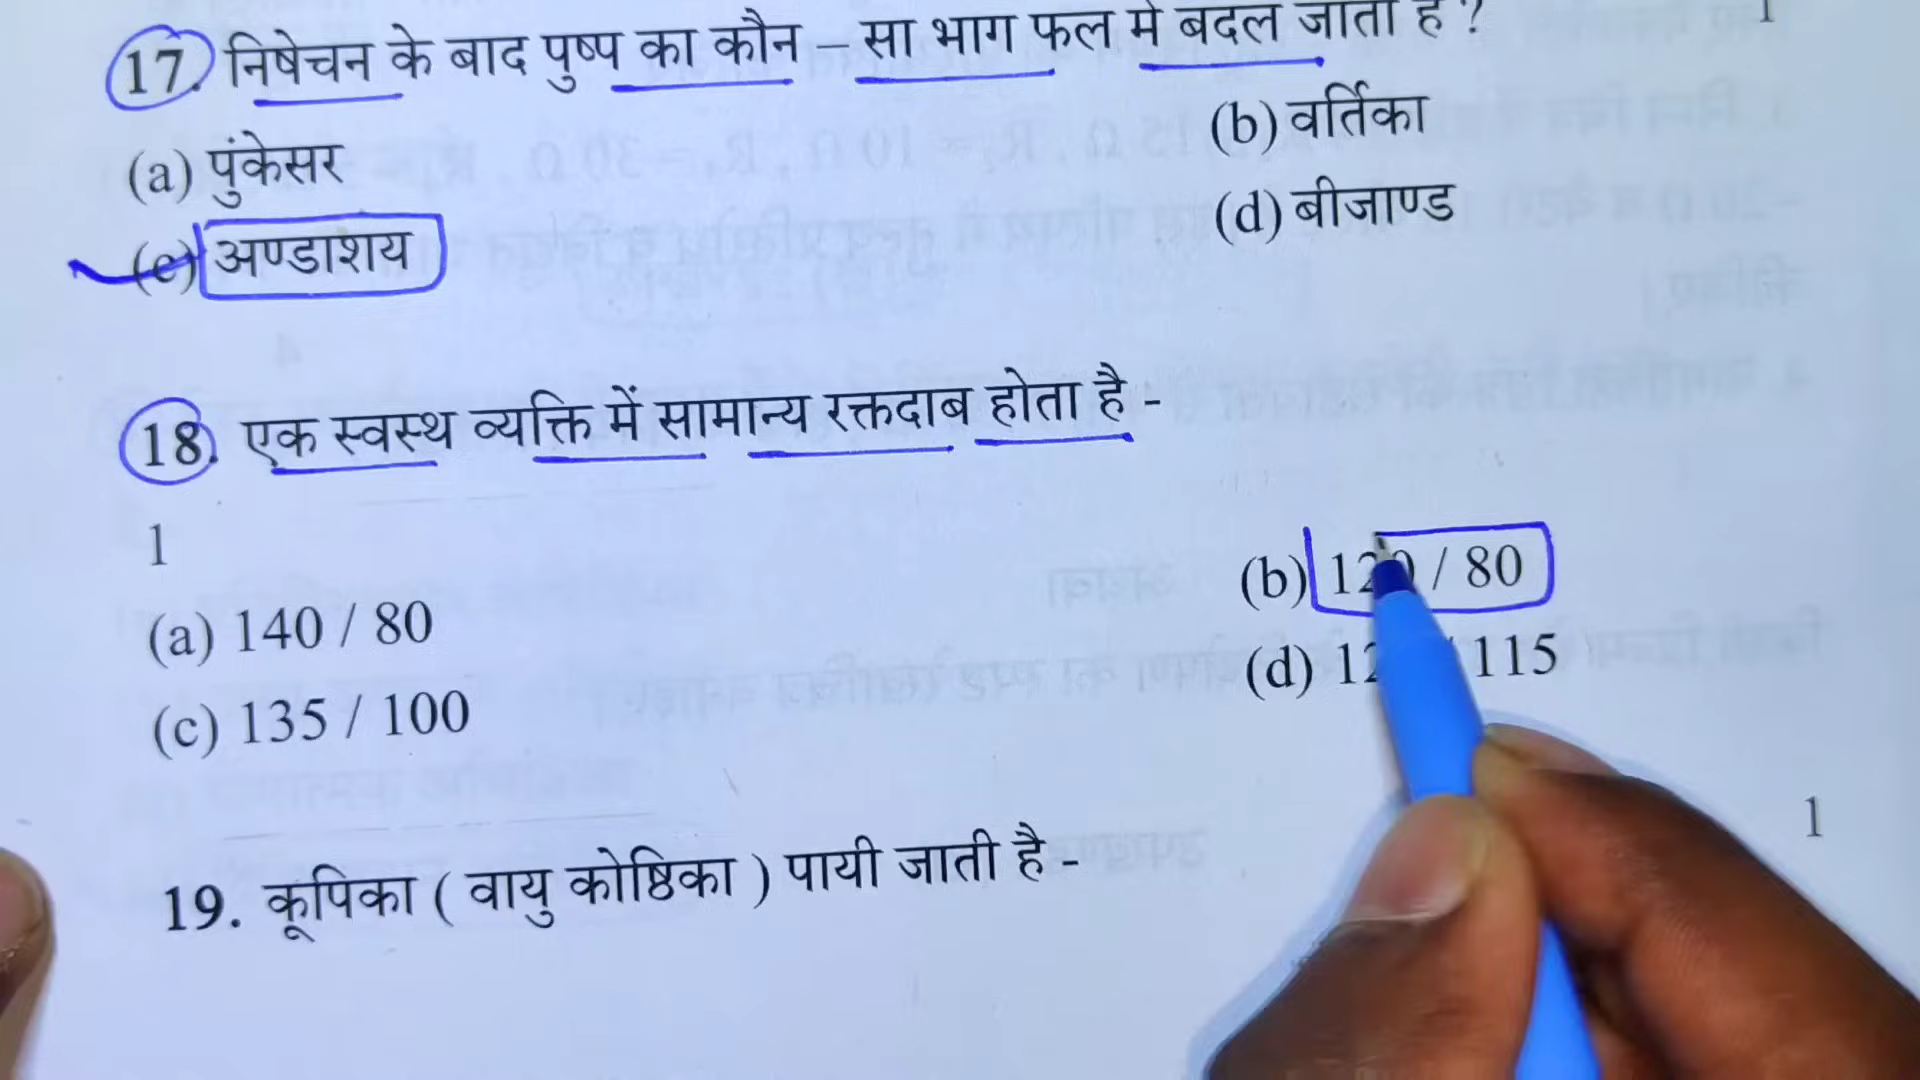 17. निषेचन के बाद पुष्प का कौन – सा भाग फल में बदल जाता है ? 1
(a) पुंकेसर (b) वर्तिका
(c) अण्डाशय (d) बीजाण्ड
18. एक स्वस्थ व्यक्ति में सामान्य रक्तदाब होता है -
1
(a) 140 / 80 (b) 120 / 80
(c) 135 / 100 (d) 115
19. कूपिका ( वायु कोष्ठिका ) पायी जाती है - 1